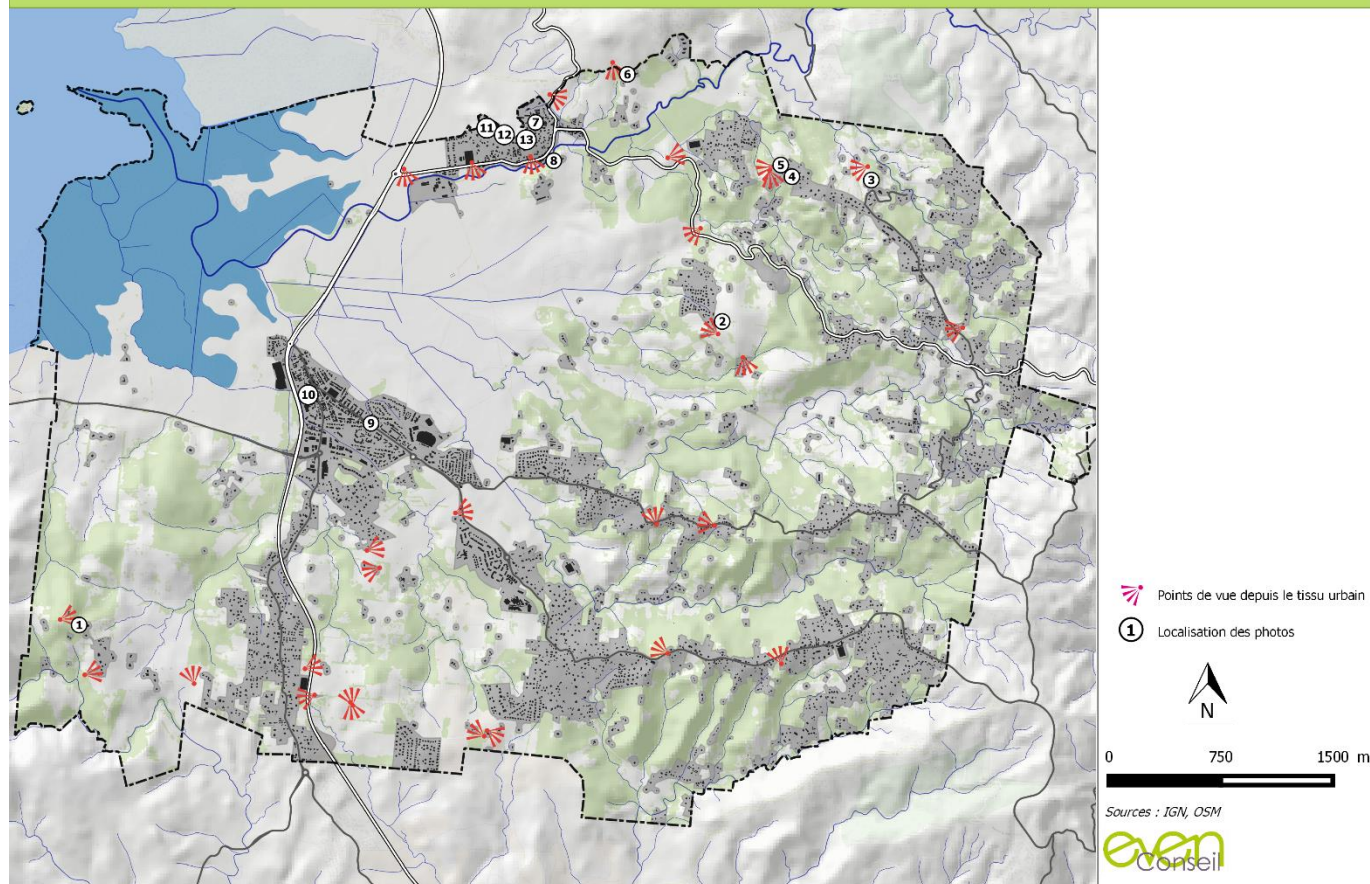 6
7
11
12
13
8
5
4
3
2
10
9
1
Points de vue depuis le tissu urbain
1 Localisation des photos
N
0 750 1500 m
Sources : IGN, OSM
even
Conseil